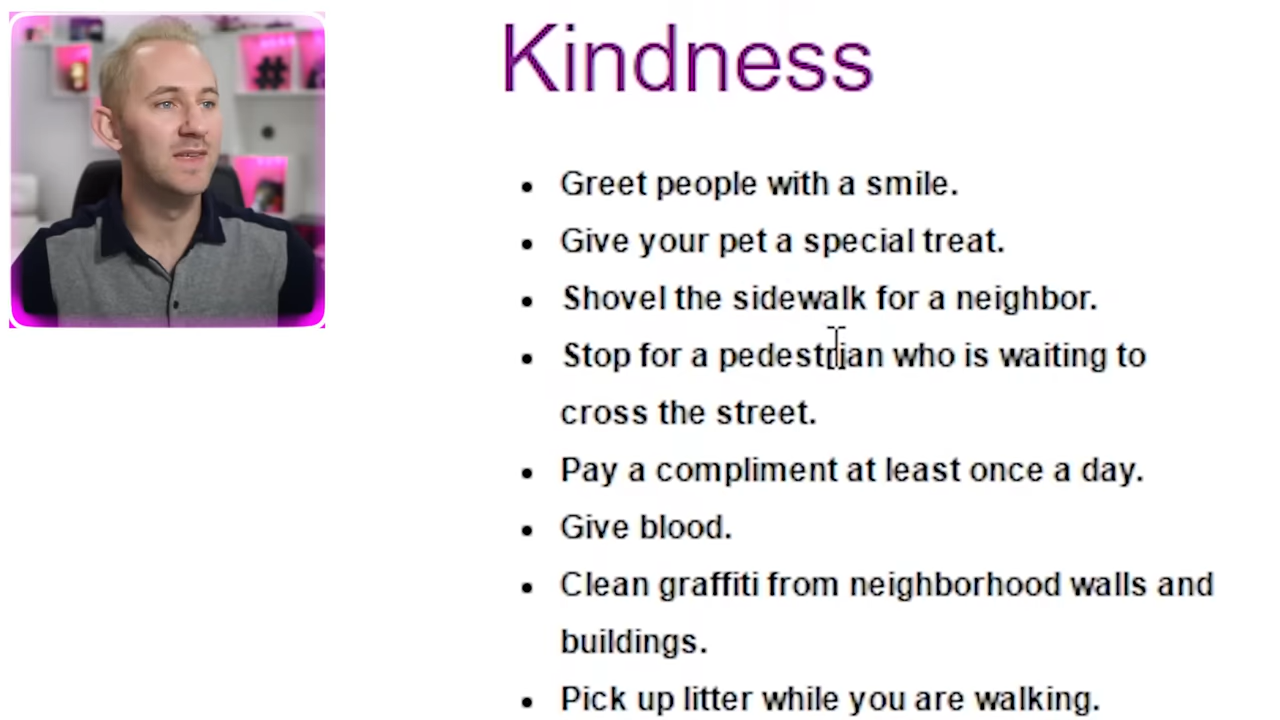 Kindness
• Greet people with a smile.
• Give your pet a special treat.
• Shovel the sidewalk for a neighbor.
• Stop for a pedestrian who is waiting to
cross the street.
• Pay a compliment at least once a day.
• Give blood.
• Clean graffiti from neighborhood walls and
buildings.
• Pick up litter while you are walking.
#